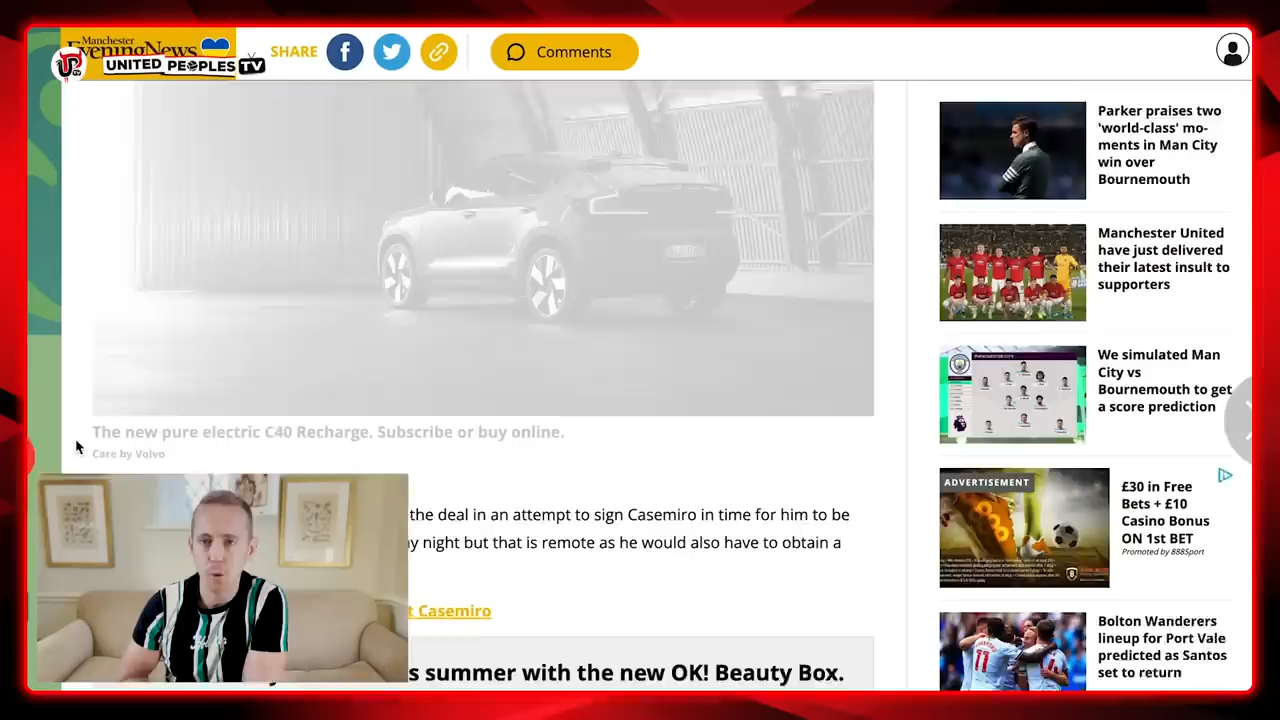 Manchester
Evening News
UNITED PEOPLES TV
SHARE
Comments
The new pure electric C40 Recharge. Subscribe or buy online.
Care by Volvo
the deal in an attempt to sign Casemiro in time for him to be
y night but that is remote as he would also have to obtain a
t Casemiro
s summer with the new OK! Beauty Box.
Parker praises two
'world-class' mo-
ments in Man City
win over
Bournemouth
Manchester United
have just delivered
their latest insult to
supporters
We simulated Man
City vs
Bournemouth to get
a score prediction
ADVERTISEMENT
£30 in Free
Bets + £10
Casino Bonus
ON 1st BET
Promoted by 888Sport
Bolton Wanderers
lineup for Port Vale
predicted as Santos
set to return